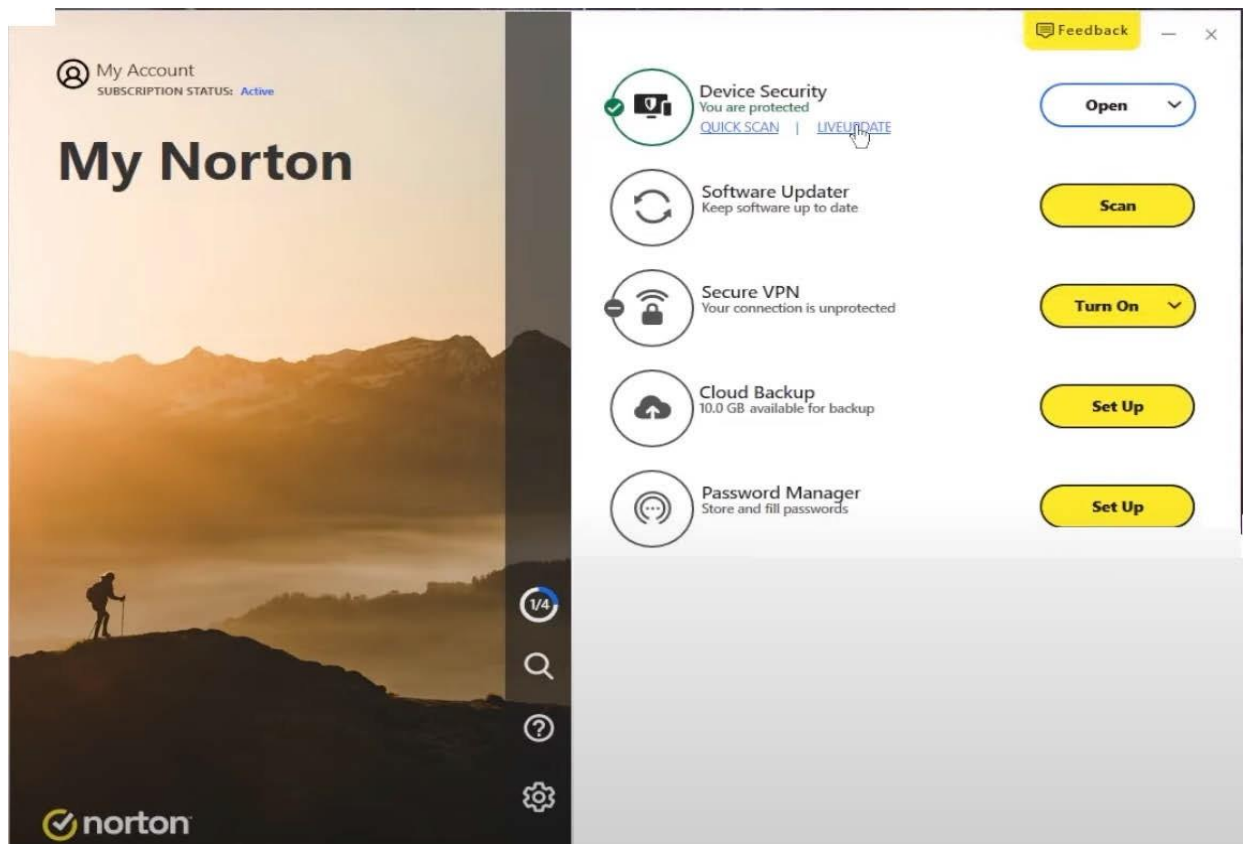 My Account
SUBSCRIPTION STATUS: Active
My Norton
Feedback
Device Security
You are protected
QUICK SCAN | LIVEUPDATE
Open
Software Updater
Keep software up to date
Scan
Secure VPN
Your connection is unprotected
Turn On
Cloud Backup
10.0 GB available for backup
Set Up
Password Manager
Store and fill passwords
Set Up
1/4
norton